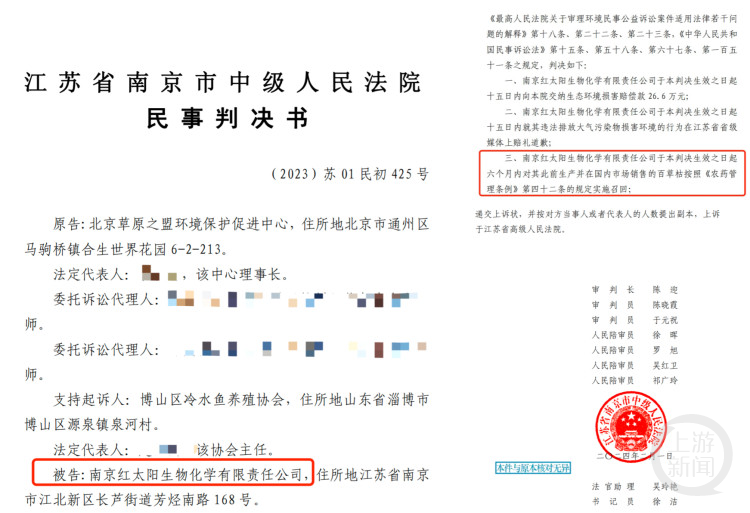 江苏省南京市中级人民法院
民事判决书
（2023）苏 01 民初 425 号
原告：北京草原之盟环境保护促进中心，住所地北京市通州区
马驹桥镇合生世界花园 6-2-213。
法定代表人：
，该中心理事长。
委托诉讼代理人：
师。
委托诉讼代理人：
师。
支持起诉人：博山区冷水鱼养殖协会，住所地山东省淄博市
博山区源泉镇泉河村。
法定代表人：
该协会主任。
被告：南京红太阳生物化学有限责任公司，住所地江苏省南京
市江北新区长芦街道芳烃南路 168 号。
《最高人民法院关于审理环境民事公益诉讼案件适用法律若干问
题的解释》第十八条、第二十二条、第二十三条，《中华人民共和
国民事诉讼法》第十五条、第五十八条、第六十七条、第一百五
十一条之规定，判决如下：
一、南京红太阳生物化学有限责任公司于本判决生效之日起
十五日内向本院交纳生态环境损害赔偿款 26.6 万元；
二、南京红太阳生物化学有限责任公司于本判决生效之日起
十五日内就其违法排放大气污染物损害环境的行为在江苏省省级
媒体上赔礼道歉；
三、南京红太阳生物化学有限责任公司于本判决生效之日起
六个月内对其此前生产并在国内市场销售的百草枯按照《农药管
理条例》第四十二条的规定实施召回；
递交上诉状，并按对方当事人或者代表人的人数提出副本，上诉
于江苏省高级人民法院。
审 判 长 陈 迎
审 判 员 陈晓霞
审 判 员 于元祝
人民陪审员 徐 晖
人民陪审员 罗 旭
人民陪审员 吴红卫
人民陪审员 祁广玲
江苏省南京市中级人民法院
二〇二四年二月一日
本件与原本核对无异
上游新闻
法 官 助 理 吴玲艳
书 记 员 徐 洁